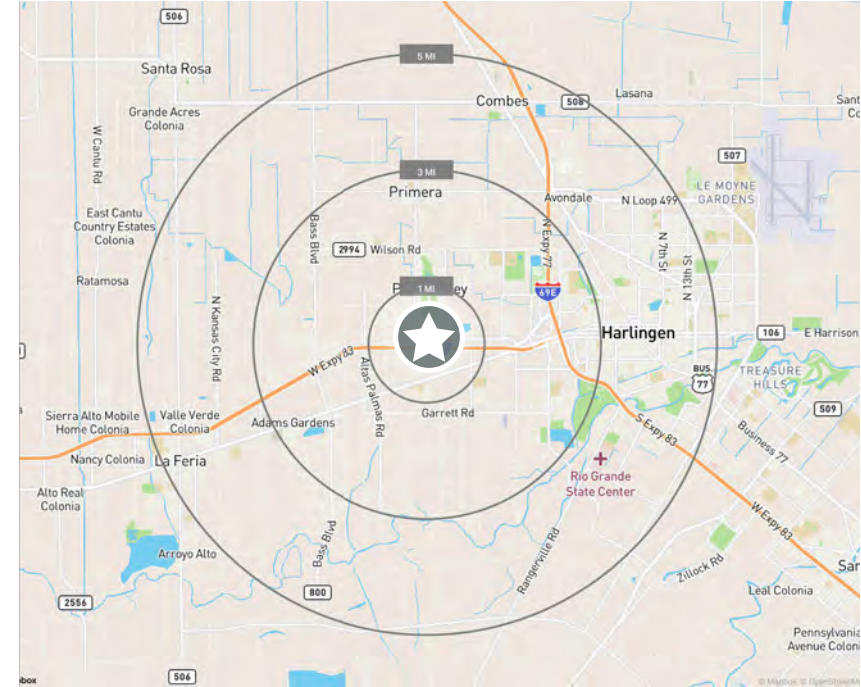 506
5 MI
Santa Rosa
Lasana
Combes
508
Grande Acres
Colonia
W Cantu Rd
507
3 MI
Primera
LE MOYNE
GARDENS
Avondale
N Loop 499
East Cantu
Country Estates
Colonia
Bass Blvd
N Expy 77
N 7th St
N 13th St
2994
Wilson Rd
Ratamosa
1 MI
69E
N Kansas City Rd
Harlingen
106
E Harrison
W Expy 83
Altas Palmas Rd
BUS.
77
TREASURE
HILLS
Sierra Alto Mobile
Home Colonia
Valle Verde
Colonia
Adams Gardens
Garrett Rd
509
S Expy 83
Business 77
Nancy Colonia
La Feria
Rio Grande
State Center
Alto Real
Colonia
W Expy 83
Bass Blvd
Arroyo Alto
Rangerville Rd
Zillock Rd
800
2556
Leal Colonia
Pennsylvania
506
© Mapbox